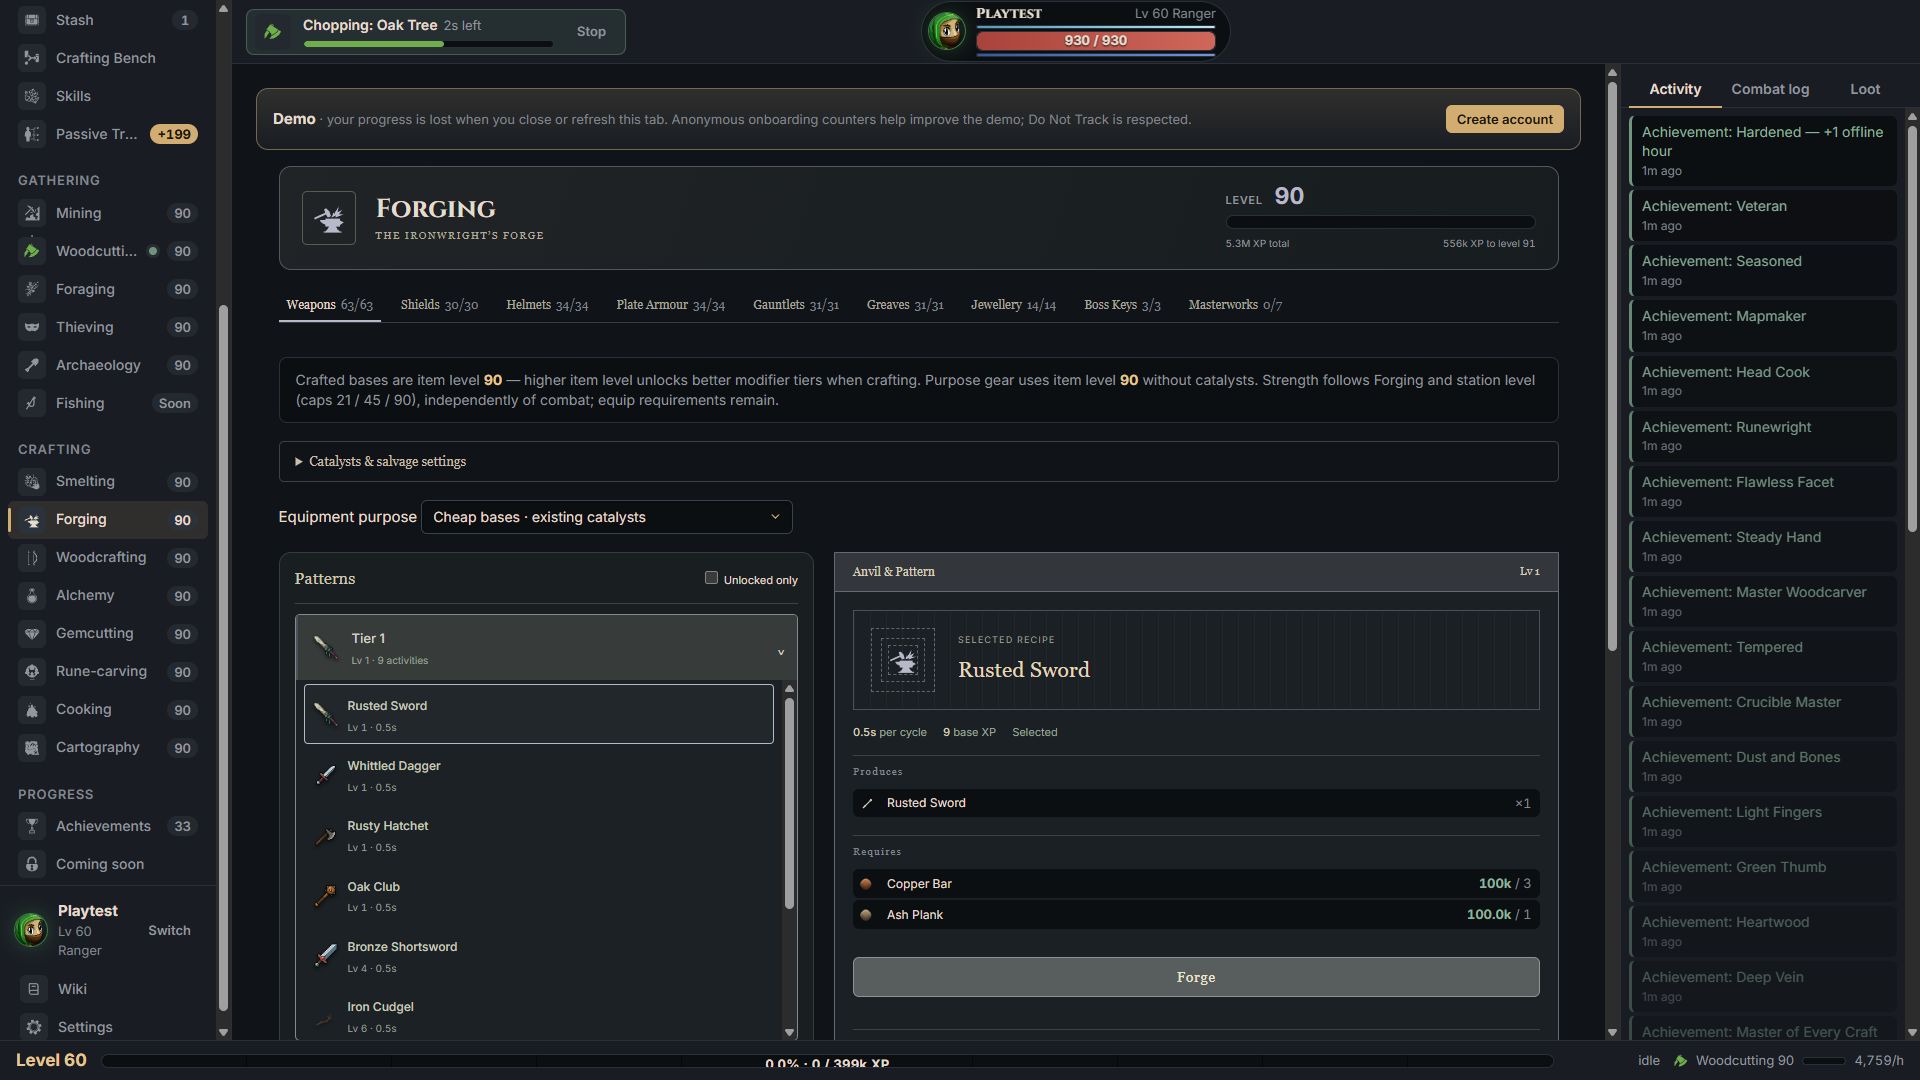 Stash 1
Crafting Bench
Skills
Passive Tr... +199
GATHERING
Mining 90
Woodcutti... 90
Foraging 90
Thieving 90
Archaeology 90
Fishing Soon
CRAFTING
Smelting 90
Forging 90
Woodcrafting 90
Alchemy 90
Gemcutting 90
Rune-carving 90
Cooking 90
Cartography 90
PROGRESS
Achievements 33
Coming soon
Playtest
Lv 60
Ranger
Switch
Wiki
Settings
Chopping: Oak Tree 2s left
Stop
PLAYTEST Lv 60 Ranger
930 / 930
Demo · your progress is lost when you close or refresh this tab. Anonymous onboarding counters help improve the demo; Do Not Track is respected.
Create account
FORGING
THE IRONWRIGHT'S FORGE
LEVEL 90
5.3M XP total 556k XP to level 91
Weapons 63/63 Shields 30/30 Helmets 34/34 Plate Armour 34/34 Gauntlets 31/31 Greaves 31/31 Jewellery 14/14 Boss Keys 3/3 Masterworks 0/7
Crafted bases are item level 90 — higher item level unlocks better modifier tiers when crafting. Purpose gear uses item level 90 without catalysts. Strength follows Forging and station level
(caps 21 / 45 / 90), independently of combat; equip requirements remain.
Catalysts & salvage settings
Equipment purpose Cheap bases · existing catalysts
Patterns Unlocked only
Tier 1
Lv 1 · 9 activities
v
Rusted Sword
Lv 1 · 0.5s
Whittled Dagger
Lv 1 · 0.5s
Rusty Hatchet
Lv 1 · 0.5s
Oak Club
Lv 1 · 0.5s
Bronze Shortsword
Lv 4 · 0.5s
Iron Cudgel
Lv 6 · 0.5s
Anvil & Pattern Lv 1
SELECTED RECIPE
Rusted Sword
0.5s per cycle 9 base XP Selected
Produces
Rusted Sword ×1
Requires
Copper Bar 100k / 3
Ash Plank 100.0k / 1
Forge
Activity Combat log Loot
Achievement: Hardened — +1 offline
hour
1m ago
Achievement: Veteran
1m ago
Achievement: Seasoned
1m ago
Achievement: Mapmaker
1m ago
Achievement: Head Cook
1m ago
Achievement: Runewright
1m ago
Achievement: Flawless Facet
1m ago
Achievement: Steady Hand
1m ago
Achievement: Master Woodcarver
1m ago
Achievement: Tempered
1m ago
Achievement: Crucible Master
1m ago
Achievement: Dust and Bones
1m ago
Achievement: Light Fingers
1m ago
Achievement: Green Thumb
1m ago
Achievement: Heartwood
1m ago
Achievement: Deep Vein
1m ago
Achievement: Master of Every Craft
Level 60
0.0% · 0 / 399k XP
idle Woodcutting 90 4,759/h